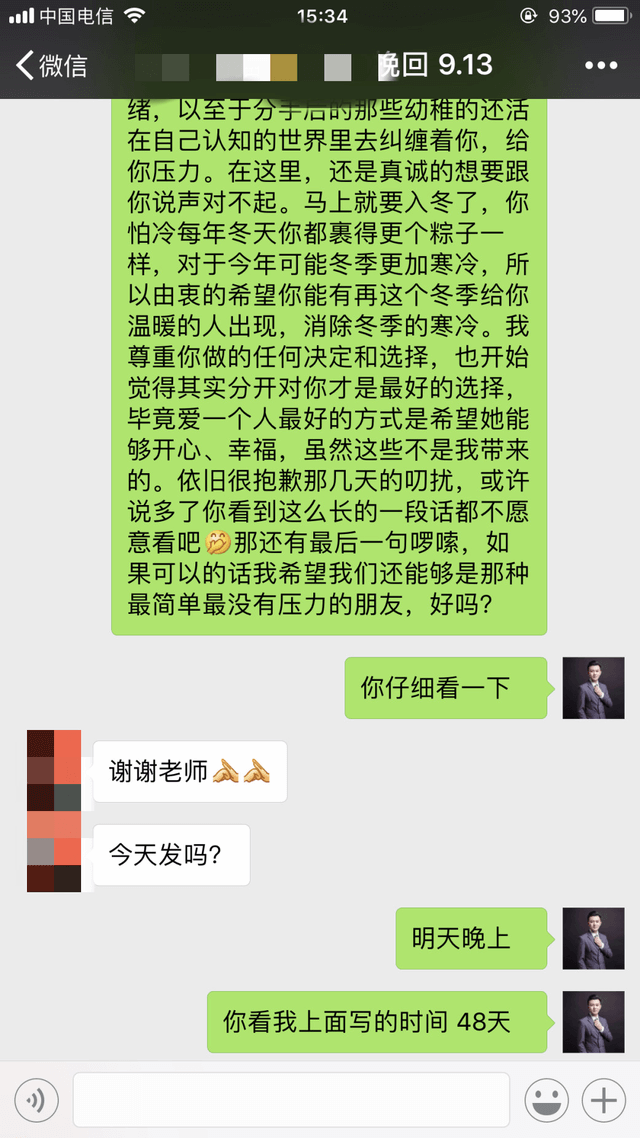 中国电信
15:34
93%
微信
晚回 9.13
绪，以至于分手后的那些幼稚的还活
在自己认知的世界里去纠缠着你，给
你压力。在这里，还是真诚的想要跟
你说声对不起。马上就要入冬了，你
怕冷每年冬天你都裹得更个粽子一
样，对于今年可能冬季更加寒冷，所
以由衷的希望你能有再这个冬季给你
温暖的人出现，消除冬季的寒冷。我
尊重你做的任何决定和选择，也开始
觉得其实分开对你才是最好的选择，
毕竟爱一个人最好的方式是希望她能
够开心、幸福，虽然这些不是我带来
的。依旧很抱歉那几天的叨扰，或许
说多了你看到这么长的一段话都不愿
意看吧🤭那还有最后一句啰嗦，如
果可以的话我希望我们还能够是那种
最简单最没有压力的朋友，好吗？
你仔细看一下
谢谢老师
今天发吗？
明天晚上
你看我上面写的时间 48天